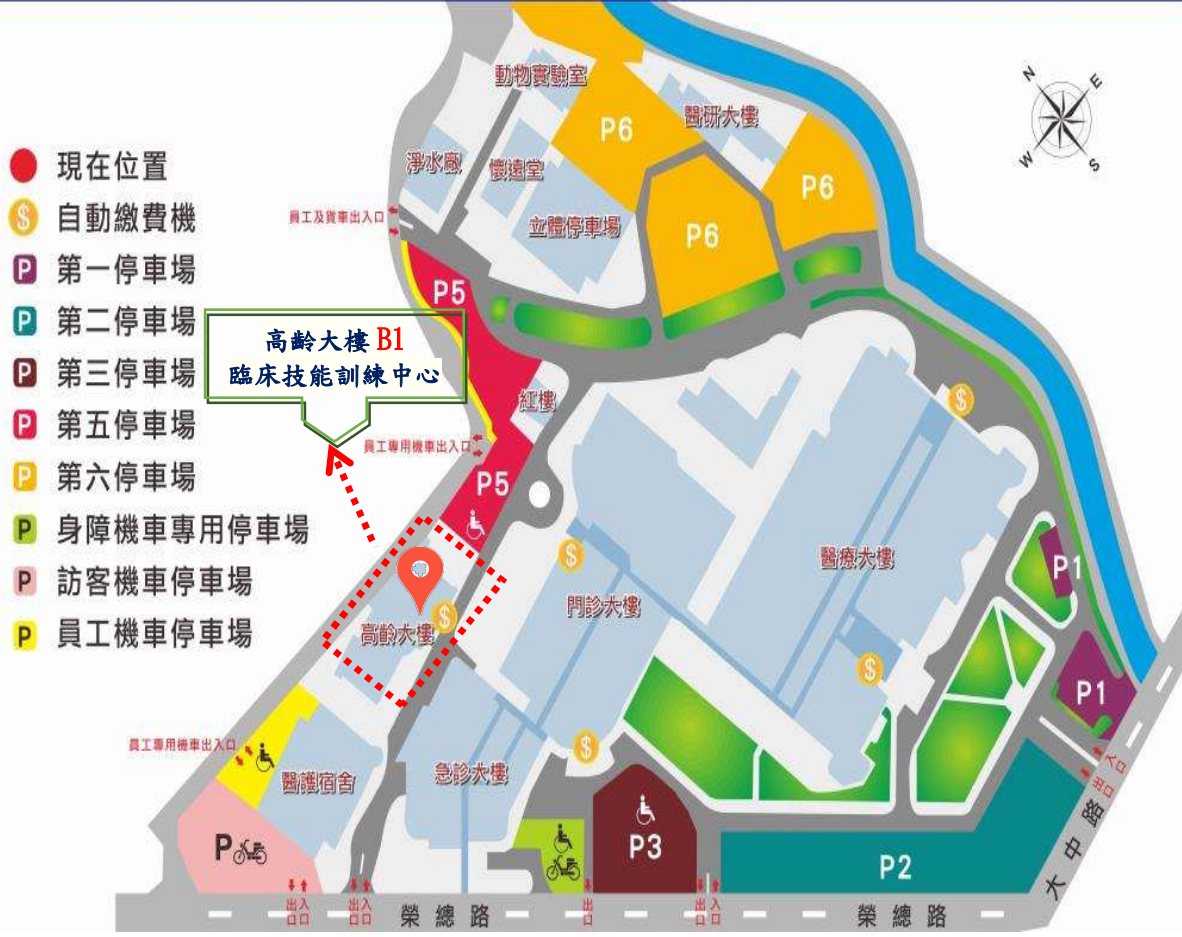 現在位置
$ 自動繳費機
P 第一停車場
P 第二停車場
P 第三停車場
P 第五停車場
P 第六停車場
P 身障機車專用停車場
P 訪客機車停車場
P 員工機車停車場
N
E
W
S
動物實驗室
P6
醫研大樓
淨水廠
懷遠堂
P6
員工及貨車出入口
立體停車場
P6
P5
高齡大樓 B1
臨床技能訓練中心
紅樓
$
員工專用機車出入口
P5
$
醫療大樓
P1
門診大樓
$
高齡大樓
$
P1
員工專用機車出入口
$
急診大樓
醫護宿舍
出口
入口
大中路
P
P3
P2
出口
入口
出口
入口
出口
出口
入口
榮總路
榮總路